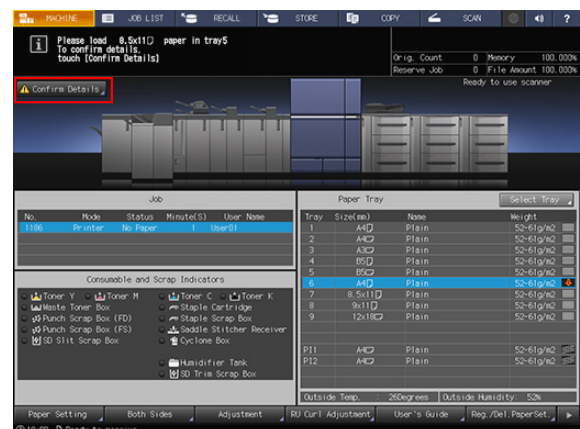 MACHINE JOB LIST RECALL STORE COPY SCAN ?
Please load 8.5x11 paper in tray5
To confirm details,
touch [Confirm Details]
Orig. Count 0 Memory 100.000%
Reserve Job 0 File Amount 100.000%
Confirm Details
Ready to use scanner
Job
No. Mode Status Minute(S) User Name
1186 Printer No Paper 1 User01
Consumable and Scrap Indicators
Toner Y Toner M Toner C Toner K
Waste Toner Box Staple Cartridge
Punch Scrap Box (FD) Staple Scrap Box
Punch Scrap Box (FS) Saddle Stitcher Receiver
SD Slit Scrap Box Cyclone Box
Humidifier Tank
SD Trim Scrap Box
Paper Tray Select Tray
Tray Size(mm) Name Weight
1 A4 Plain 52-61g/m2
2 A4 Plain 52-61g/m2
3 A3 Plain 52-61g/m2
4 B5 Plain 52-61g/m2
5 B5 Plain 52-61g/m2
6 A4 Plain 52-61g/m2
7 8.5x11 Plain 52-61g/m2
8 9x11 Plain 52-61g/m2
9 12x18 Plain 52-61g/m2
PI1 A4 Plain 52-61g/m2
PI2 A4 Plain 52-61g/m2
Outside Temp. : 26Degrees Outside Humidity: 52%
Paper Setting Both Sides Adjustment RU Curl Adjustment User's Guide Reg./Del.PaperSet.
Ready to receive